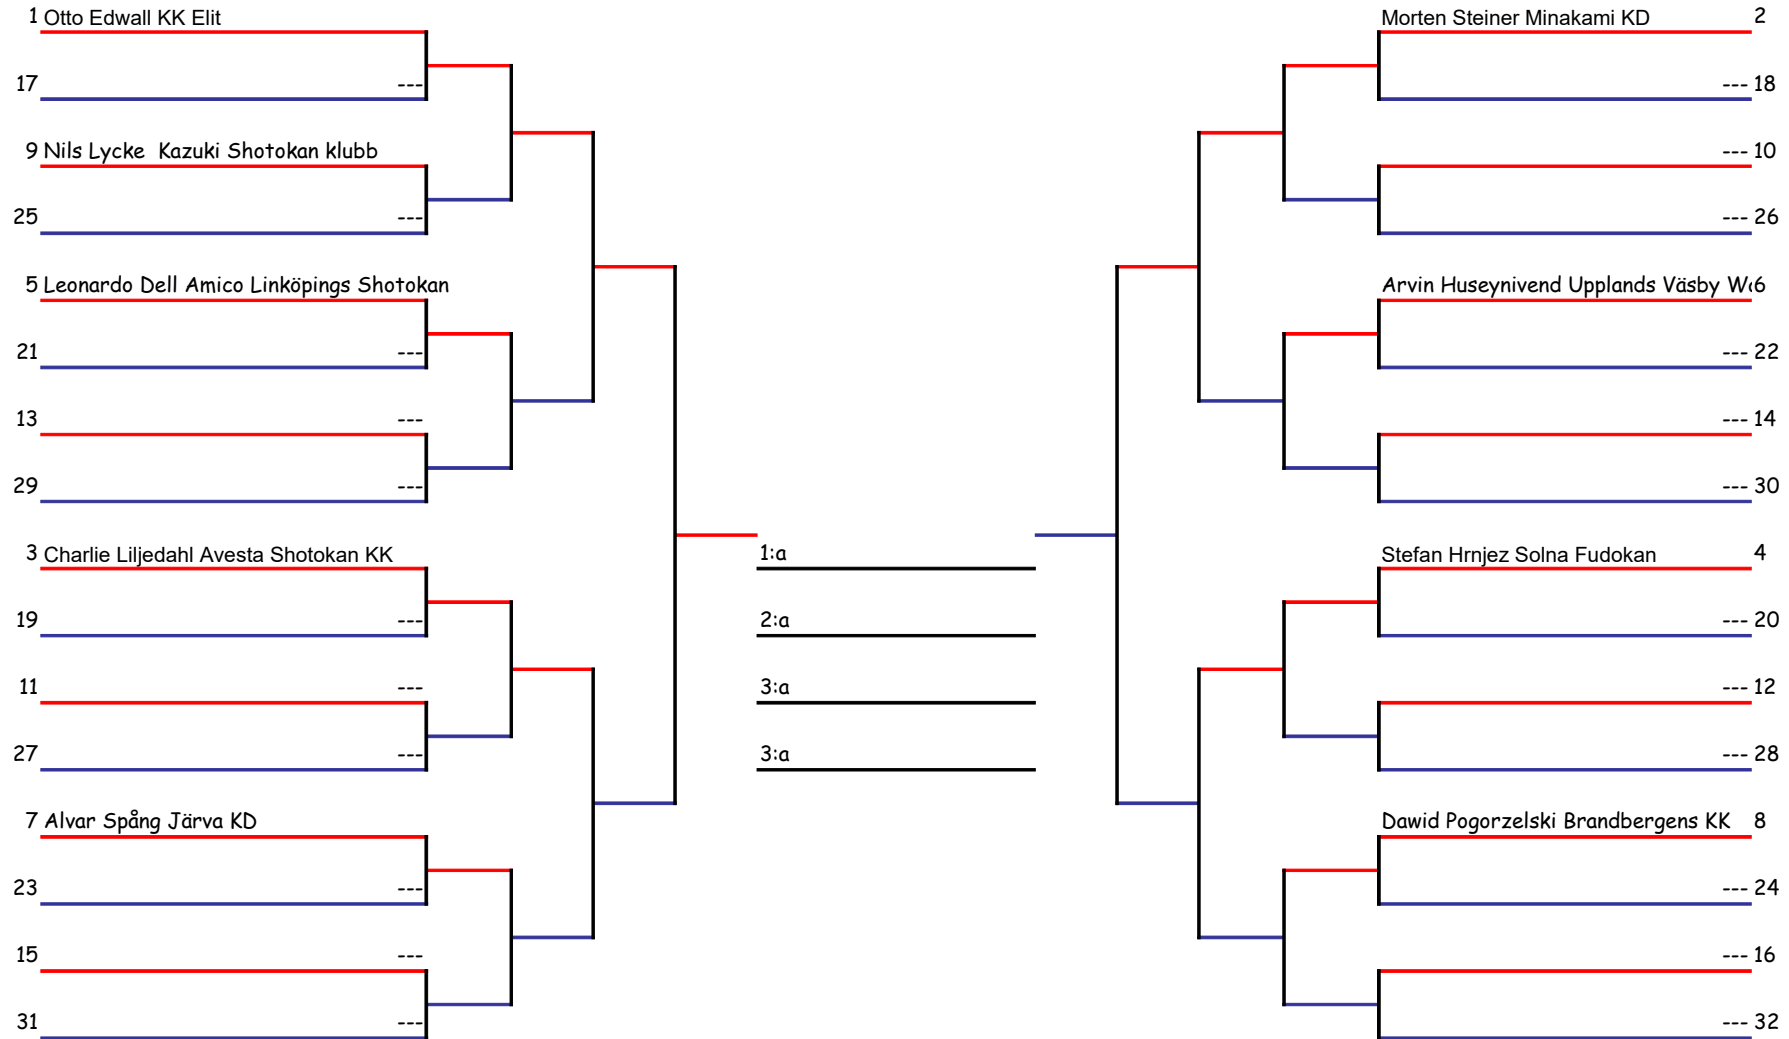 1 Otto Edwall KK Elit
17 ---
9 Nils Lycke  Kazuki Shotokan klubb
25 ---
5 Leonardo Dell Amico Linköpings Shotokan
21 ---
13 ---
29 ---
3 Charlie Liljedahl Avesta Shotokan KK
19 ---
11 ---
27 ---
7 Alvar Spång Järva KD
23 ---
15 ---
31 ---
1:a
2:a
3:a
3:a
Morten Steiner Minakami KD 2
--- 18
--- 10
--- 26
Arvin Huseynivend Upplands Väsby 6
--- 22
--- 14
--- 30
Stefan Hrnjez Solna Fudokan 4
--- 20
--- 12
--- 28
Dawid Pogorzelski Brandbergens KK 8
--- 24
--- 16
--- 32